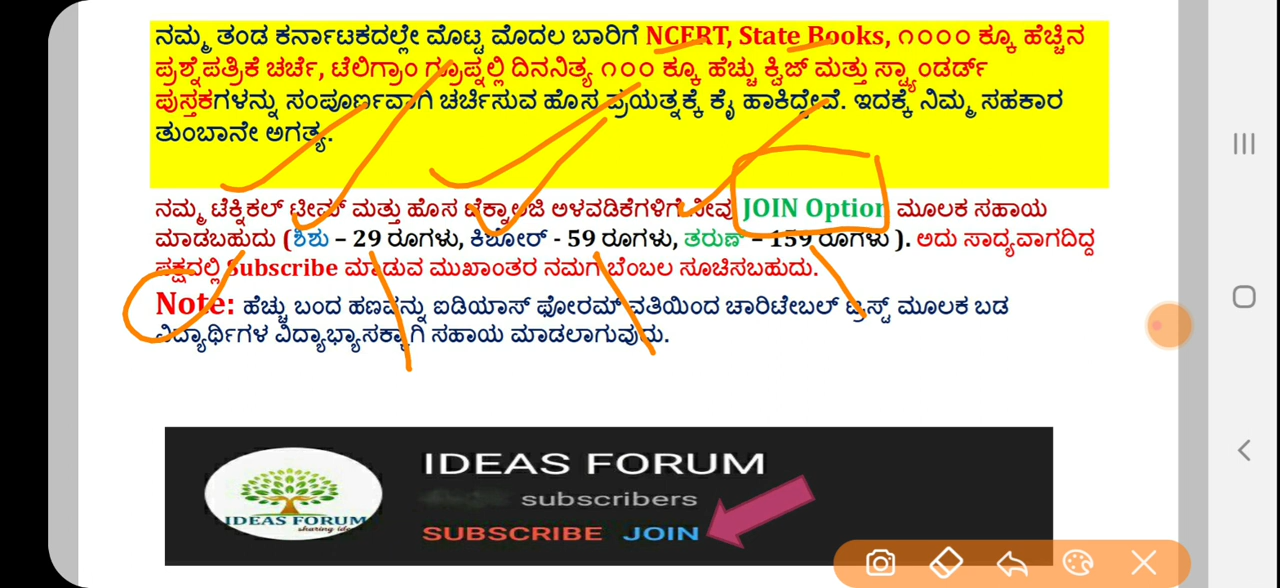 ನಮ್ಮ ತಂಡ ಕರ್ನಾಟಕದಲ್ಲೇ ಮೊಟ್ಟ ಮೊದಲ ಬಾರಿಗೆ NCERT, State Books, ೧೦೦೦ ಕ್ಕೂ ಹೆಚ್ಚಿನ
ಪ್ರಶ್ನೆಪತ್ರಿಕೆ ಚರ್ಚೆ, ಟೆಲಿಗ್ರಾಂ ಗ್ರೂಪ್ನಲ್ಲಿ ದಿನನಿತ್ಯ ೧೦೦ ಕ್ಕೂ ಹೆಚ್ಚು ಕ್ವಿಜ್ ಮತ್ತು ಸ್ಟ್ಯಾಂಡರ್ಡ್
ಪುಸ್ತಕಗಳನ್ನು ಸಂಪೂರ್ಣವಾಗಿ ಚರ್ಚಿಸುವ ಹೊಸ ಪ್ರಯತ್ನಕ್ಕೆ ಕೈ ಹಾಕಿದ್ದೇವೆ. ಇದಕ್ಕೆ ನಿಮ್ಮ ಸಹಕಾರ
ತುಂಬಾನೇ ಅಗತ್ಯ.
ನಮ್ಮ ಟೆಕ್ನಿಕಲ್ ಟೀಮ್ ಮತ್ತು ಹೊಸ ಟೆಕ್ನಾಲಜಿ ಅಳವಡಿಕೆಗಳಿಗೆ ನೀವು JOIN Option ಮೂಲಕ ಸಹಾಯ
ಮಾಡಬಹುದು (ಶಿಶು – 29 ರೂಗಳು, ಕಿಶೋರ್ - 59 ರೂಗಳು, ತರುಣ್ – 159 ರೂಗಳು ). ಅದು ಸಾದ್ಯವಾಗದಿದ್ದ
ಪಕ್ಷದಲ್ಲಿ Subscribe ಮಾಡುವ ಮುಖಾಂತರ ನಮಗೆ ಬೆಂಬಲ ಸೂಚಿಸಬಹುದು.
Note: ಹೆಚ್ಚು ಬಂದ ಹಣವನ್ನು ಐಡಿಯಾಸ್ ಫೋರಮ್ ವತಿಯಿಂದ ಚಾರಿಟೇಬಲ್ ಟ್ರಸ್ಟ್ ಮೂಲಕ ಬಡ
ವಿದ್ಯಾರ್ಥಿಗಳ ವಿದ್ಯಾಭ್ಯಾಸಕ್ಕಾಗಿ ಸಹಾಯ ಮಾಡಲಾಗುವುದು.
IDEAS FORUM
subscribers
SUBSCRIBE JOIN
IDEAS FORUM
sharing